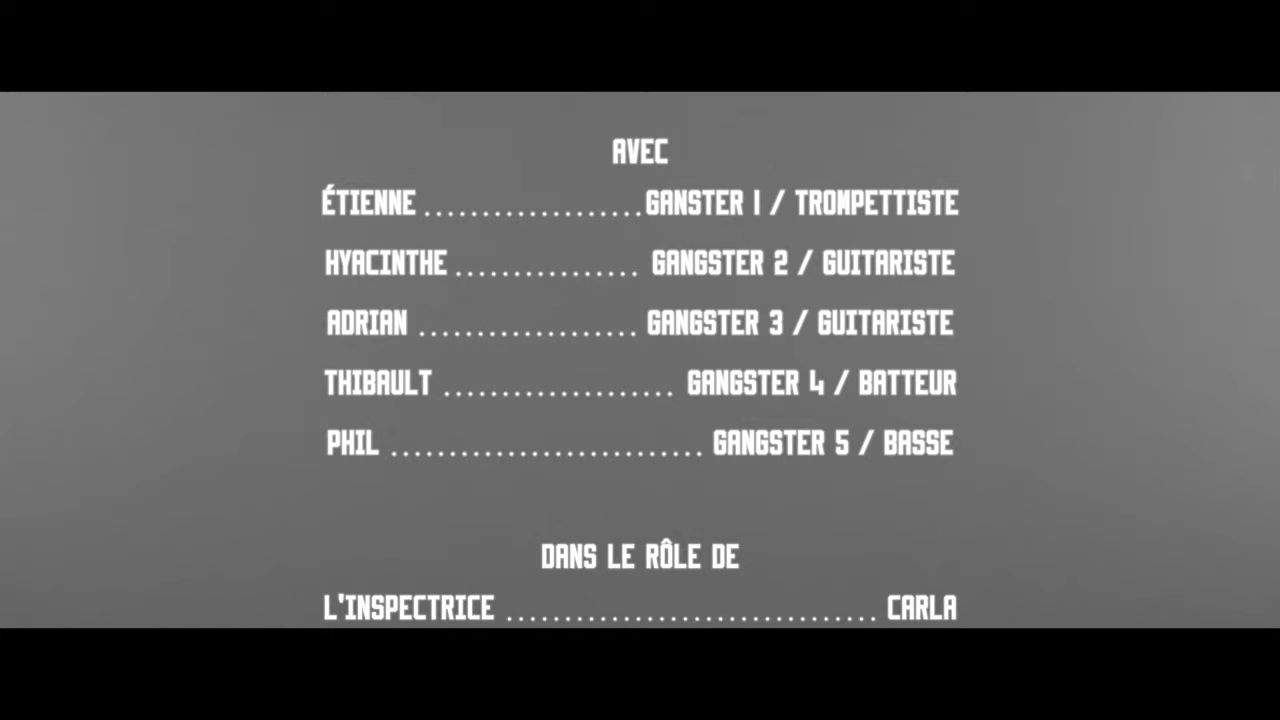 AVEC
ÉTIENNE ................... GANSTER 1 / TROMPETTISTE
HYACINTHE ................ GANGSTER 2 / GUITARISTE
ADRIAN ................... GANGSTER 3 / GUITARISTE
THIBAULT .................... GANGSTER 4 / BATTEUR
PHIL ........................... GANGSTER 5 / BASSE
DANS LE RÔLE DE
L'INSPECTRICE ................................ CARLA